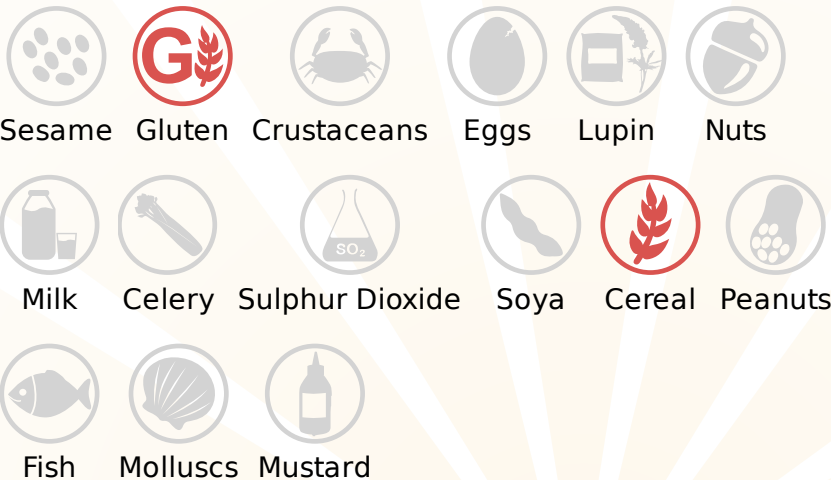 G
Sesame Gluten Crustaceans Eggs Lupin Nuts
SO₂
Milk Celery Sulphur Dioxide Soya Cereal Peanuts
Fish Molluscs Mustard